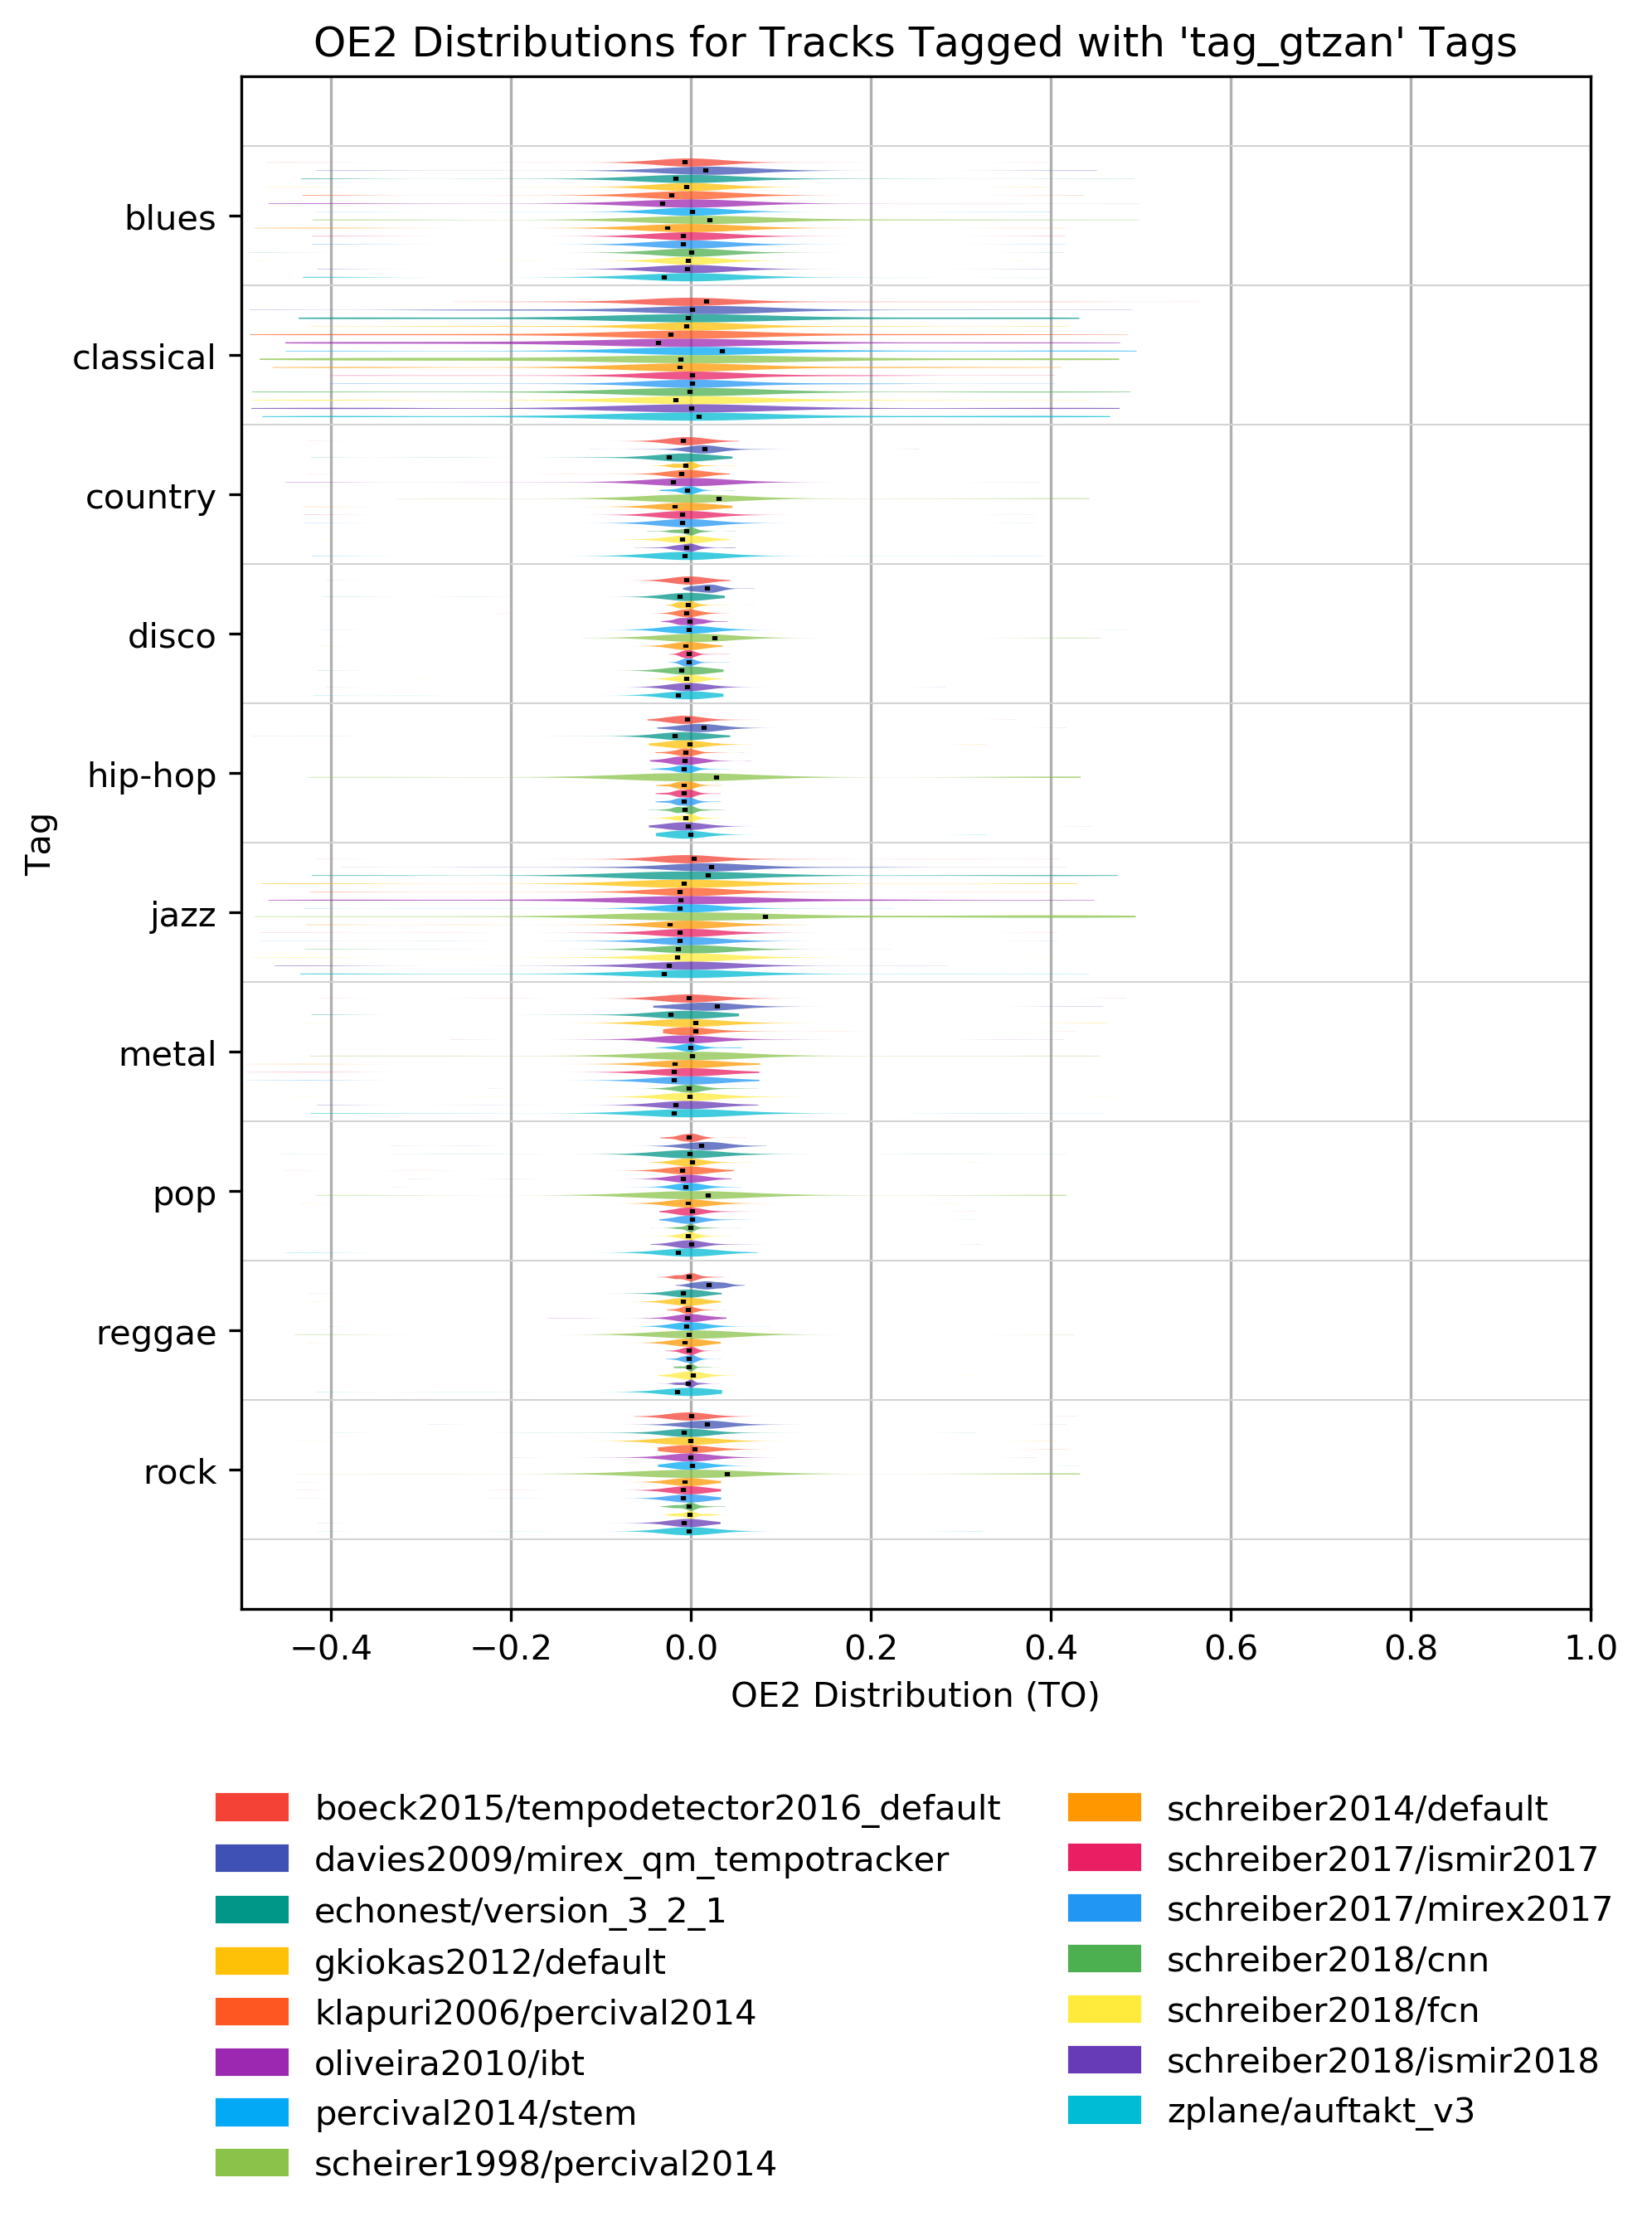 OE2 Distributions for Tracks Tagged with 'tag_gtzan' Tags
blues
classical
country
disco
hip-hop
jazz
metal
pop
reggae
rock
Tag
−0.4 −0.2 0.0 0.2 0.4 0.6 0.8 1.0
OE2 Distribution (TO)
boeck2015/tempodetector2016_default
davies2009/mirex_qm_tempotracker
echonest/version_3_2_1
gkiokas2012/default
klapuri2006/percival2014
oliveira2010/ibt
percival2014/stem
scheirer1998/percival2014
schreiber2014/default
schreiber2017/ismir2017
schreiber2017/mirex2017
schreiber2018/cnn
schreiber2018/fcn
schreiber2018/ismir2018
zplane/auftakt_v3